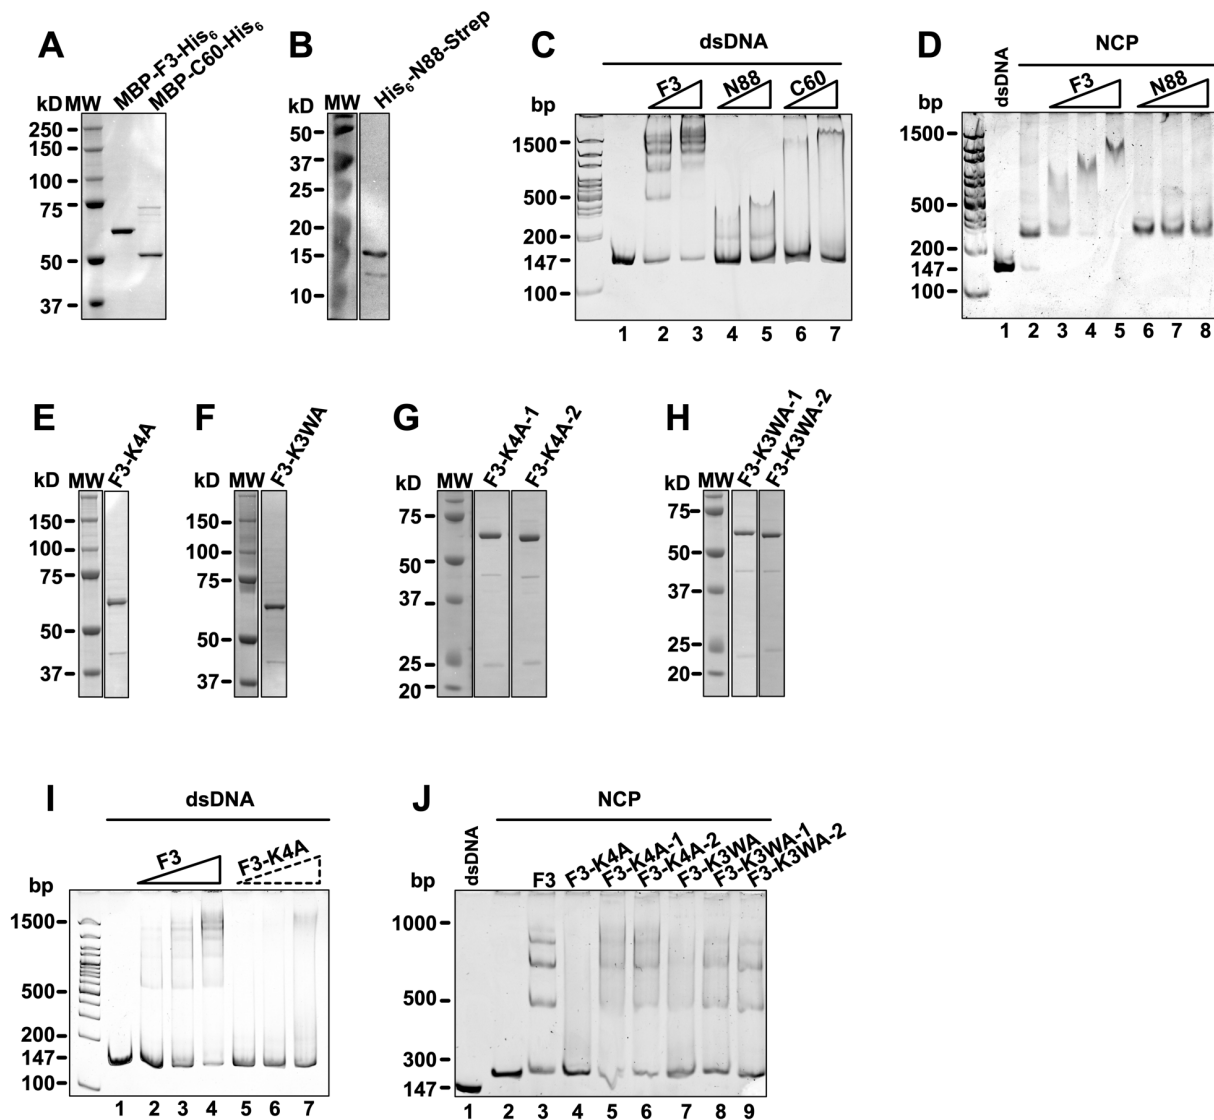 A
kD MW MBP-F3-His6 MBP-C60-His6
250
150
100
75
50
37
B
kD MW His6-N88-Strep
50
37
25
20
15
10
C
dsDNA
bp F3 N88 C60
1500
500
200
147
100
1 2 3 4 5 6 7
D
NCP
bp dsDNA F3 N88
1500
500
200
147
100
1 2 3 4 5 6 7 8
E
kD MW F3-K4A
150
100
75
50
37
F
kD MW F3-K3WA
150
100
75
50
37
G
kD MW F3-K4A-1 F3-K4A-2
75
50
37
25
20
H
kD MW F3-K3WA-1 F3-K3WA-2
75
50
37
25
20
I
dsDNA
bp F3 F3-K4A
1500
500
200
147
100
1 2 3 4 5 6 7
J
NCP
bp dsDNA F3 F3-K4A F3-K4A-1 F3-K4A-2 F3-K3WA F3-K3WA-1 F3-K3WA-2
1000
500
300
147
1 2 3 4 5 6 7 8 9